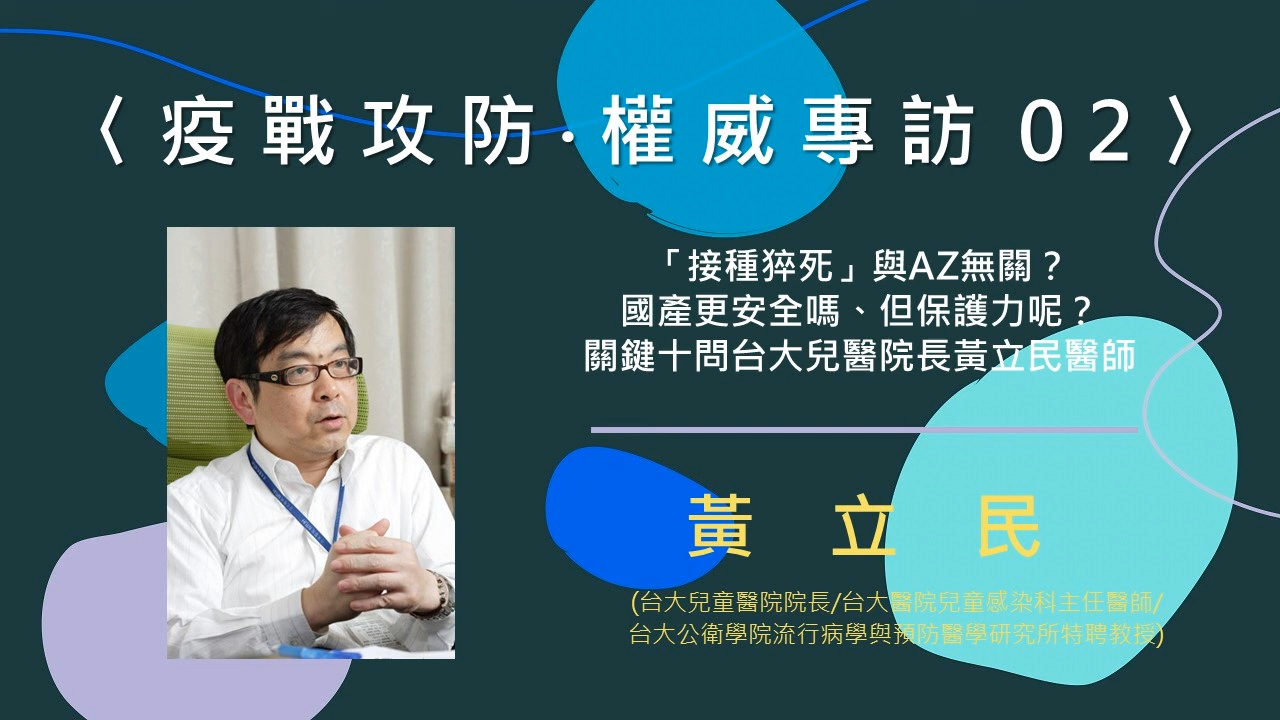 〈疫戰攻防·權威專訪 02〉
「接種猝死」與AZ無關？
國產更安全嗎、但保護力呢？
關鍵十問台大兒醫院長黃立民醫師
黃立民
(台大兒童醫院院長/台大醫院兒童感染科主任醫師/
台大公衛學院流行病學與預防醫學研究所特聘教授)